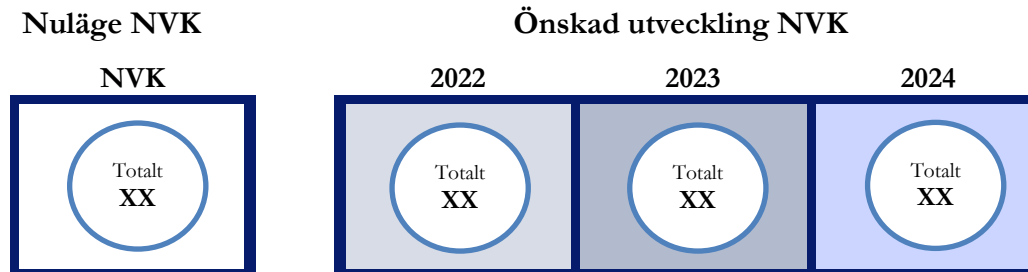 Nuläge NVK
Önskad utveckling NVK
NVK
2022
2023
2024
Totalt
XX
Totalt
XX
Totalt
XX
Totalt
XX